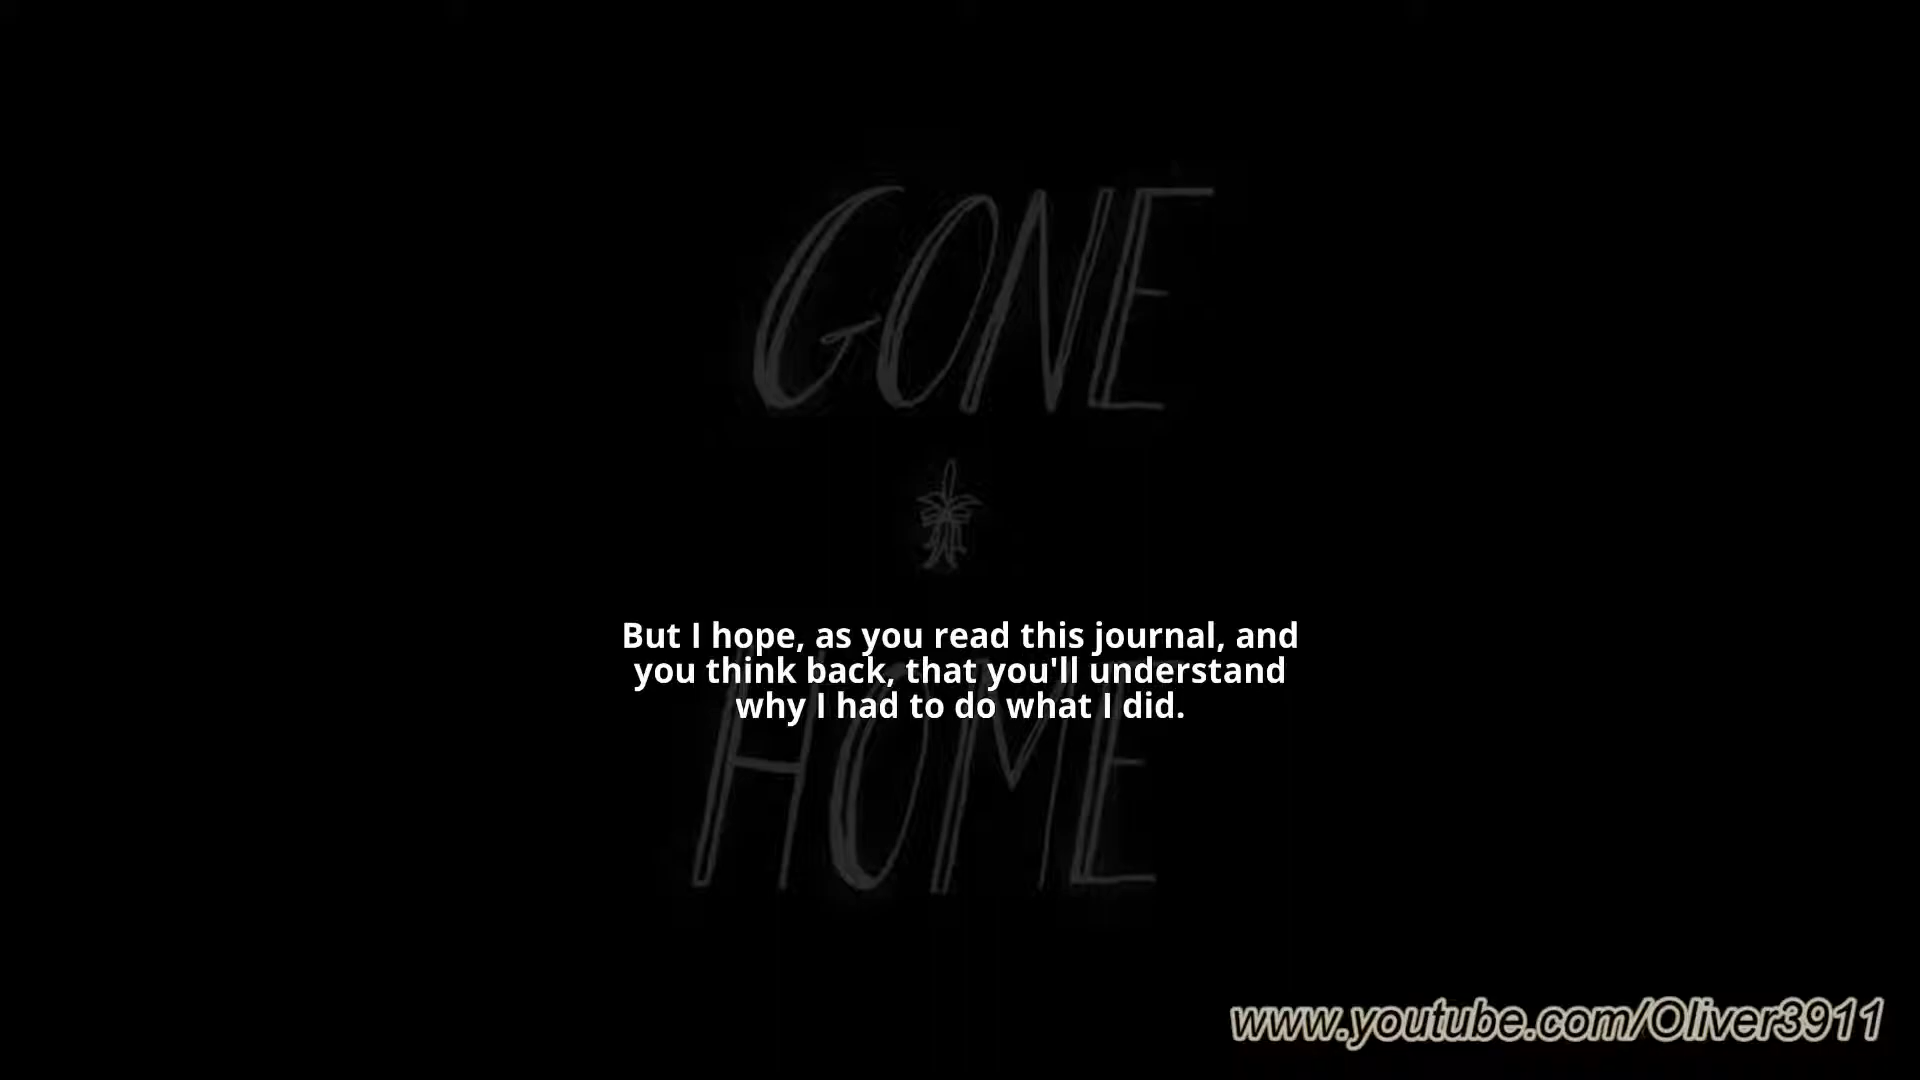 GONE
But I hope, as you read this journal, and
you think back, that you'll understand
why I had to do what I did.
HOME
www.youtube.com/Oliver3911